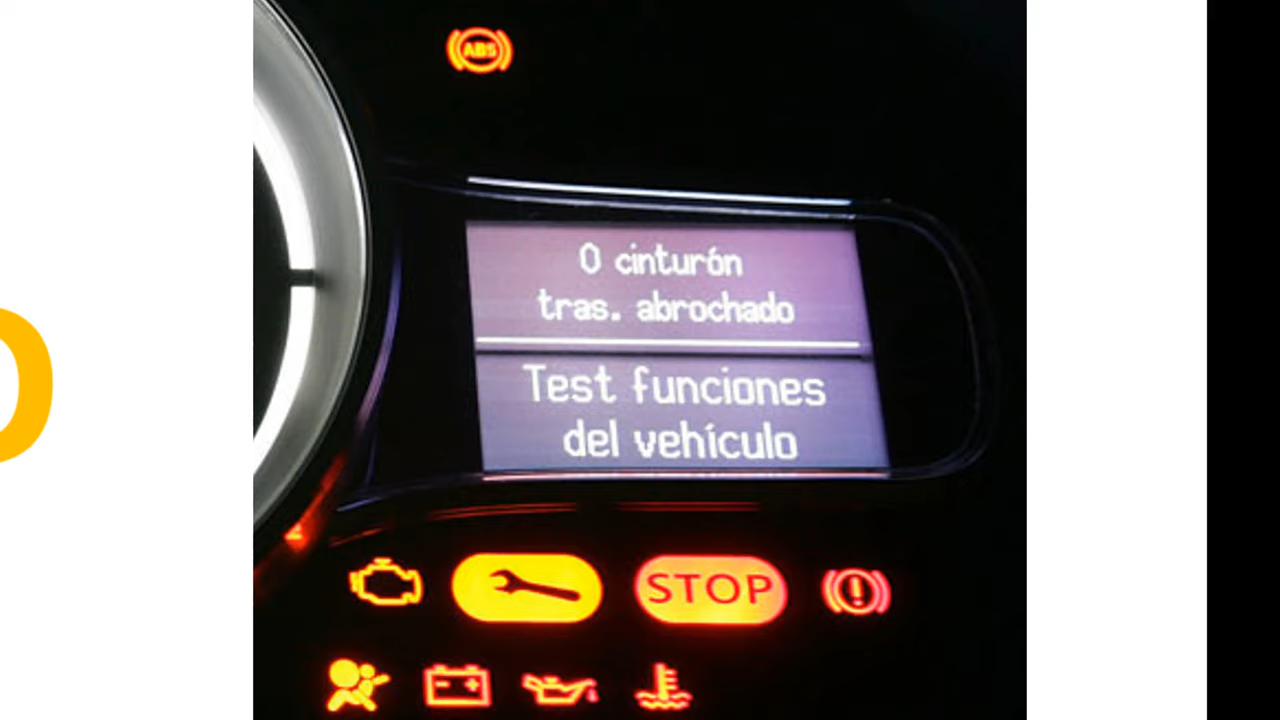 ABS
0 cinturón
tras. abrochado
Test funciones
del vehículo
STOP